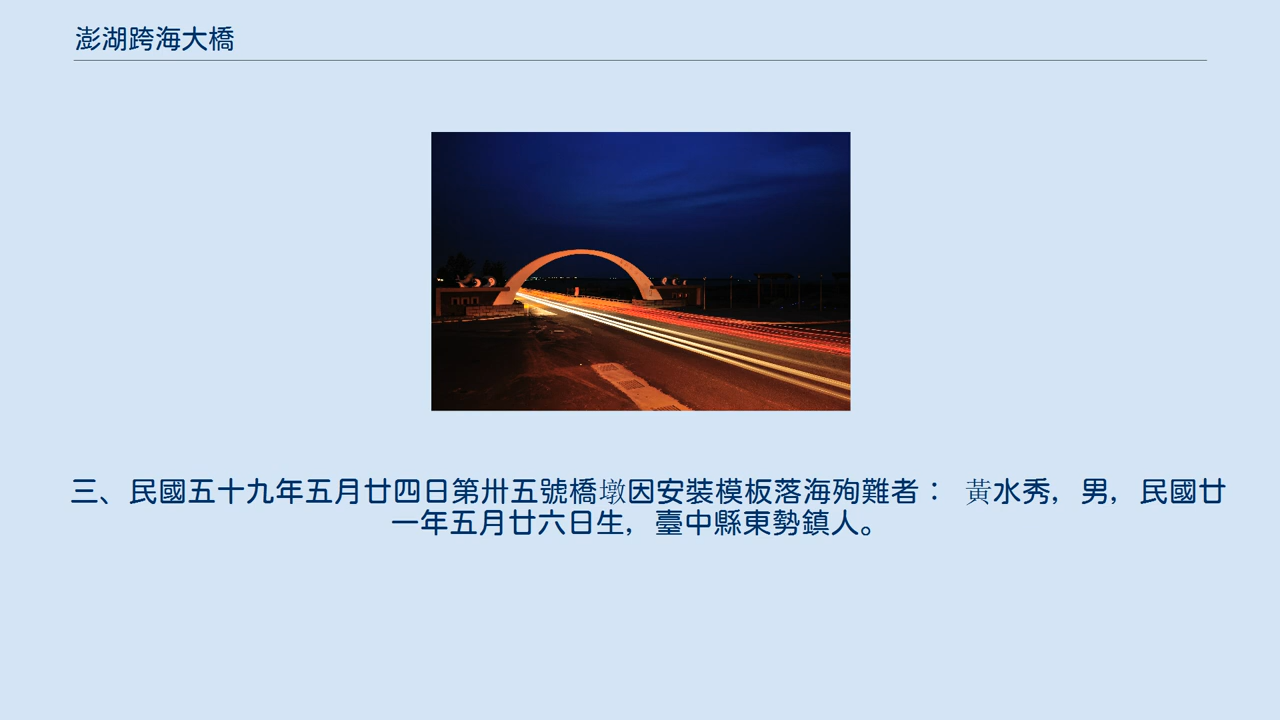 澎湖跨海大橋
三、民國五十九年五月廿四日第卅五號橋墩因安裝模板落海殉難者： 黃水秀，男，民國廿
一年五月廿六日生，臺中縣東勢鎮人。